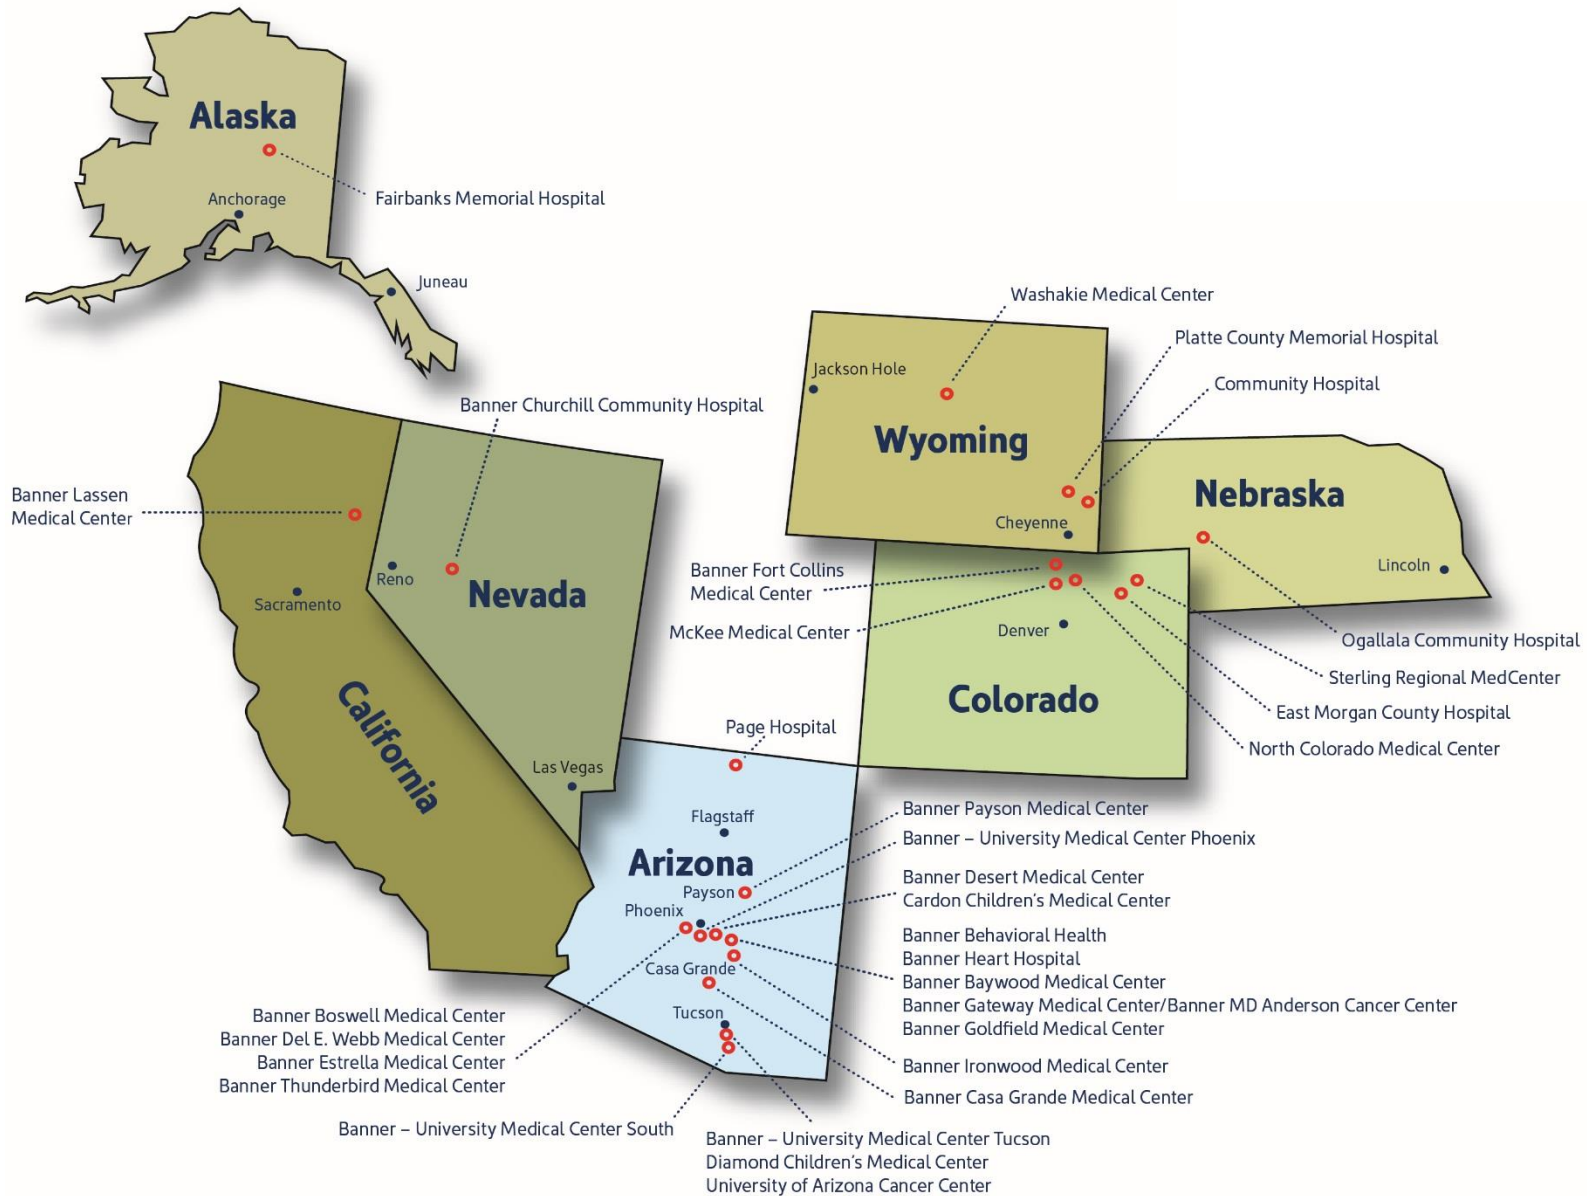 Alaska
Fairbanks Memorial Hospital
Anchorage
Juneau
Washakie Medical Center
Platte County Memorial Hospital
Jackson Hole
Community Hospital
Banner Churchill Community Hospital
Wyoming
Banner Lassen
Medical Center
Nebraska
Cheyenne
Reno
Nevada
Sacramento
Banner Fort Collins
Medical Center
Lincoln
McKee Medical Center
Denver
Ogallala Community Hospital
Sterling Regional MedCenter
California
Colorado
East Morgan County Hospital
Page Hospital
North Colorado Medical Center
Las Vegas
Flagstaff
Banner Payson Medical Center
Banner – University Medical Center Phoenix
Arizona
Banner Desert Medical Center
Cardon Children's Medical Center
Payson
Phoenix
Banner Behavioral Health
Banner Heart Hospital
Banner Baywood Medical Center
Banner Gateway Medical Center/Banner MD Anderson Cancer Center
Banner Goldfield Medical Center
Casa Grande
Tucson
Banner Boswell Medical Center
Banner Del E. Webb Medical Center
Banner Estrella Medical Center
Banner Thunderbird Medical Center
Banner Ironwood Medical Center
Banner Casa Grande Medical Center
Banner – University Medical Center South
Banner – University Medical Center Tucson
Diamond Children's Medical Center
University of Arizona Cancer Center